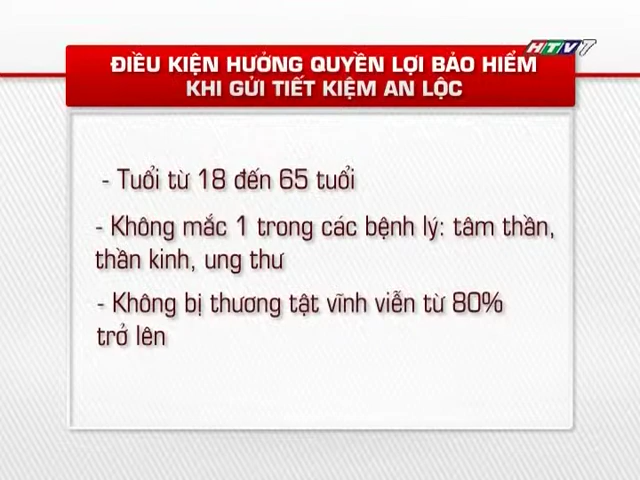 HTV7
ĐIỀU KIỆN HƯỞNG QUYỀN LỢI BẢO HIỂM
KHI GỬI TIẾT KIỆM AN LỘC
- Tuổi từ 18 đến 65 tuổi
- Không mắc 1 trong các bệnh lý: tâm thần,
thần kinh, ung thư
- Không bị thương tật vĩnh viễn từ 80%
trở lên